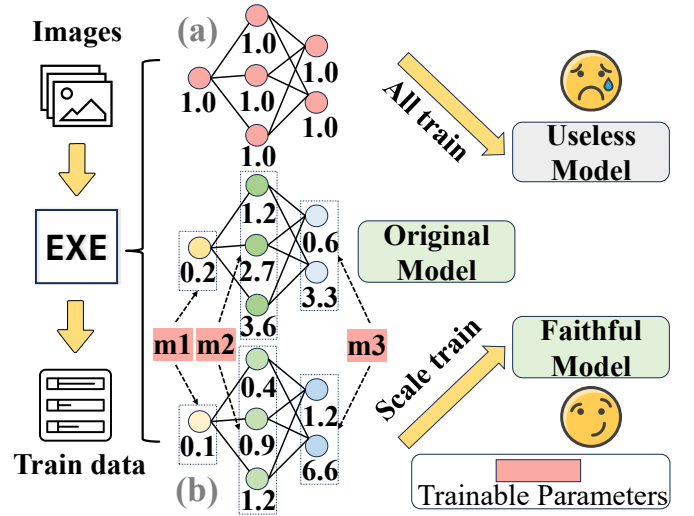 Images
(a)
1.0
1.0
1.0
1.0
1.0
1.0
All train
Useless
Model
EXE
0.2
1.2
2.7
3.6
0.6
3.3
Original
Model
m1
m2
m3
Scale train
Faithful
Model
0.1
0.4
0.9
1.2
1.2
6.6
Train data
(b)
Trainable Parameters